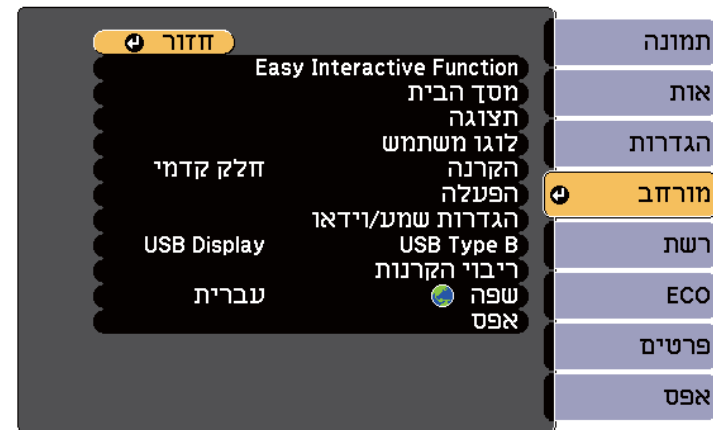 תמונה
אות
הגדרות
מורחב
רשת
ECO
פרטים
אפס
חזור
Easy Interactive Function
מסך הבית
תצוגה
לוגו משתמש
הקרנה חלק קדמי
הפעלה
הגדרות שמע/וידאו
USB Type B USB Display
ריבוי הקרנות
שפה עברית
אפס